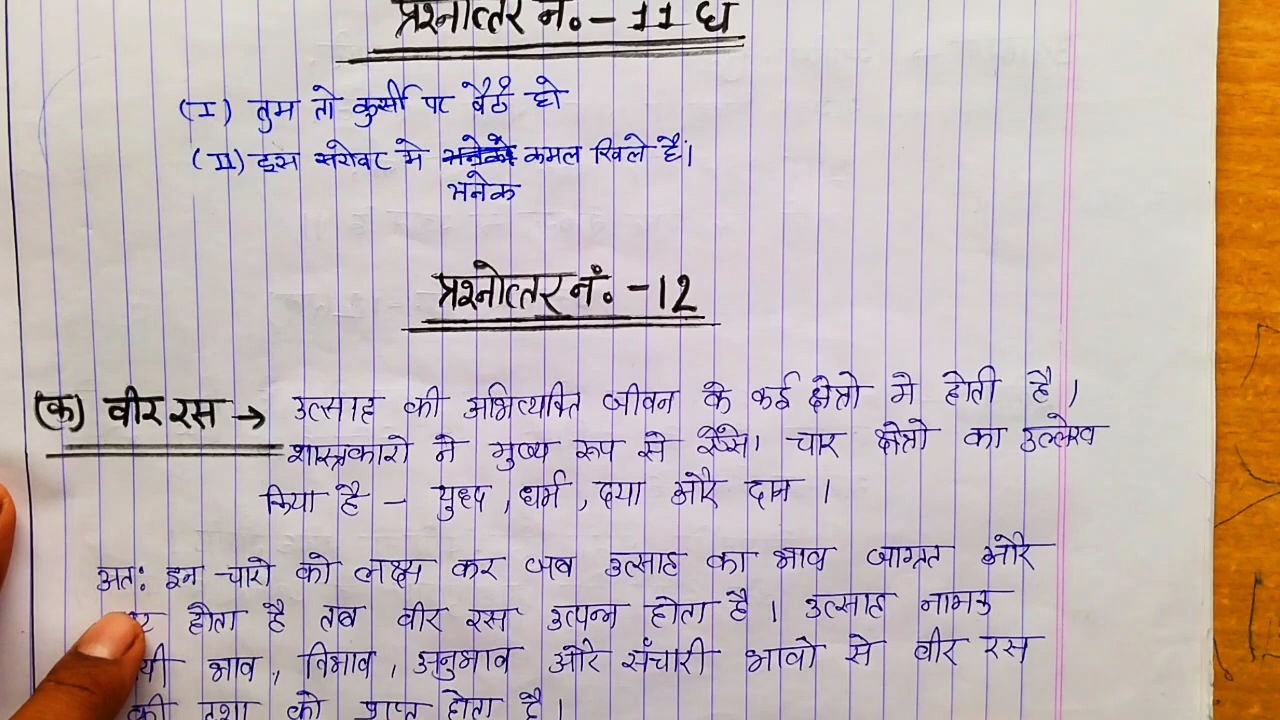 प्रश्नोत्तर नं०-11 घ
(I) तुम तो कुर्सी पर बैठे हो
(II) इस सरोवर मे कमल खिले हैं।
अनेक
प्रश्नोत्तर नं०-12
(क) वीर रस → उत्साह की अभिव्यक्ति जीवन के कई क्षेत्रो मे होती है।
शास्त्रकारो ने मुख्य रूप से ऐसे चार क्षेत्रो का उल्लेख
किया है - युध्द, धर्म, दया और दान।
अतः इन चारो को लक्ष्य कर जब उत्साह का भाव जाग्रत और
होता है तब वीर रस उत्पन्न होता है। उत्साह नामक
भाव, विभाव, अनुभाव और संचारी भावो से वीर रस
की दशा को प्राप्त होता है।